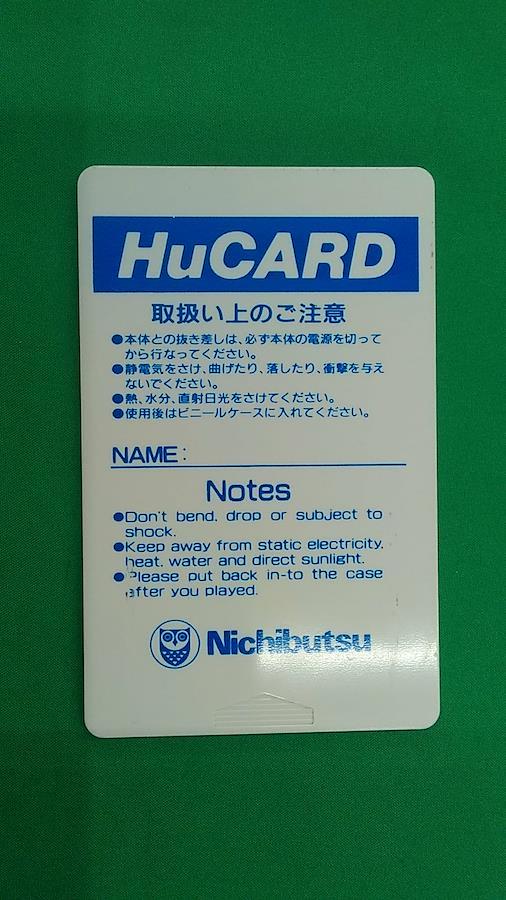 HuCARD
取扱い上のご注意
●本体との抜き差しは、必ず本体の電源を切って
から行なってください。
●静電気をさけ、曲げたり、落したり、衝撃を与え
ないでください。
●熱、水分、直射日光をさけてください。
●使用後はビニールケースに入れてください。
NAME:
Notes
●Don't bend, drop or subject to
shock.
●Keep away from static electricity,
heat, water and direct sunlight.
●Please put back in-to the case
after you played.
Nichibutsu